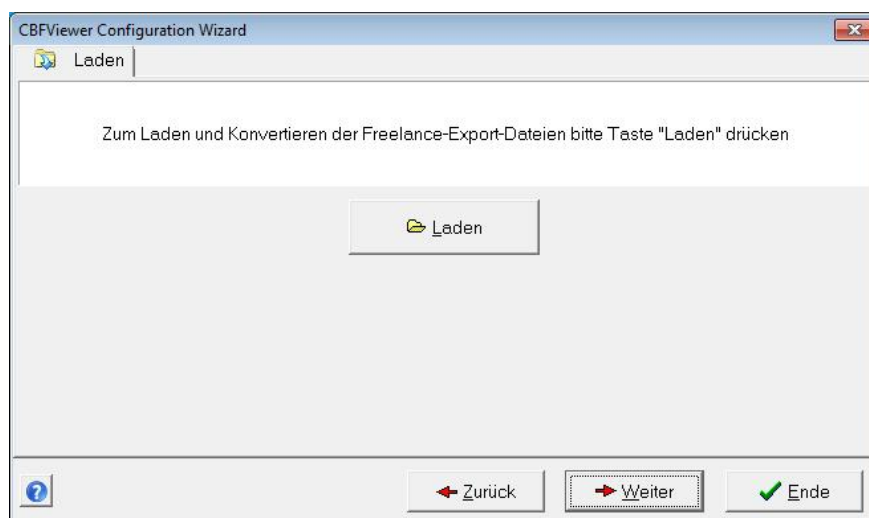 CBFViewer Configuration Wizard
Laden
Zum Laden und Konvertieren der Freelance-Export-Dateien bitte Taste "Laden" drücken
Laden
Zurück
Weiter
Ende